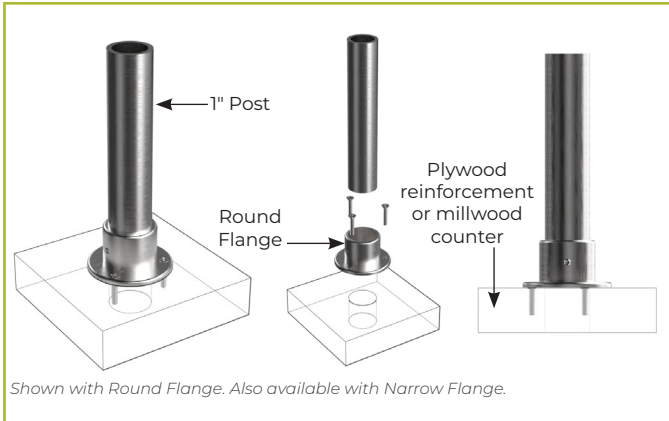 1" Post
Round
Flange
Plywood
reinforcement
or millwood
counter
Shown with Round Flange. Also available with Narrow Flange.